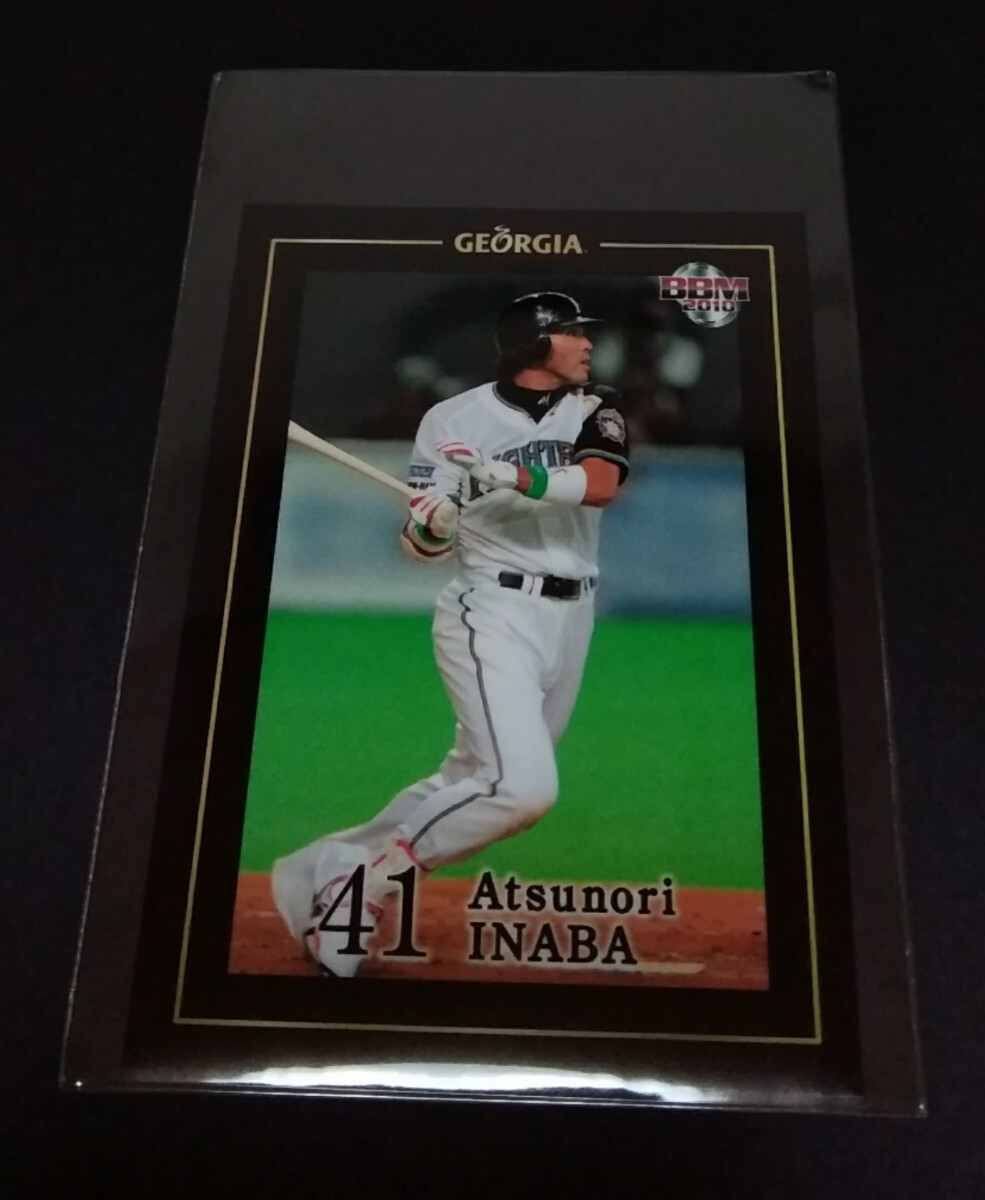 GEORGIA
BBM
2010
41
Atsunori
INABA